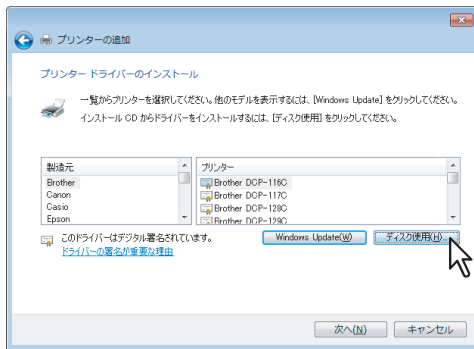 プリンターの追加
プリンター ドライバーのインストール
一覧からプリンターを選択してください。他のモデルを表示するには、[Windows Update] をクリックしてください。
インストール CD からドライバーをインストールするには、[ディスク使用] をクリックしてください。
製造元
Brother
Canon
Casio
Epson
プリンター
Brother DCP-116C
Brother DCP-117C
Brother DCP-128C
Brother DCP-129C
このドライバーはデジタル署名されています。
ドライバーの署名が重要な理由
Windows Update(W)
ディスク使用(H)...
次へ(N)
キャンセル